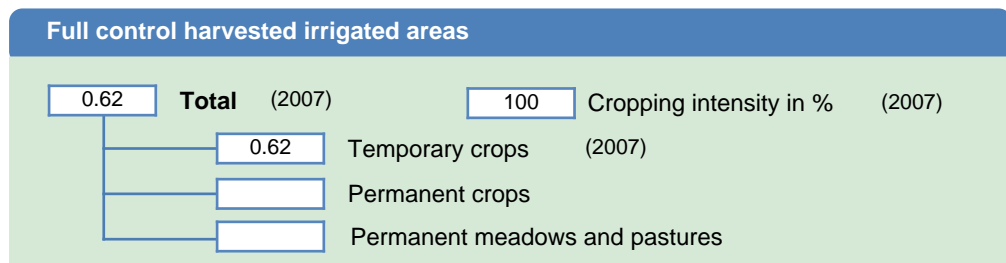 Full control harvested irrigated areas
0.62 Total (2007) 100 Cropping intensity in % (2007)
0.62 Temporary crops (2007)
Permanent crops
Permanent meadows and pastures